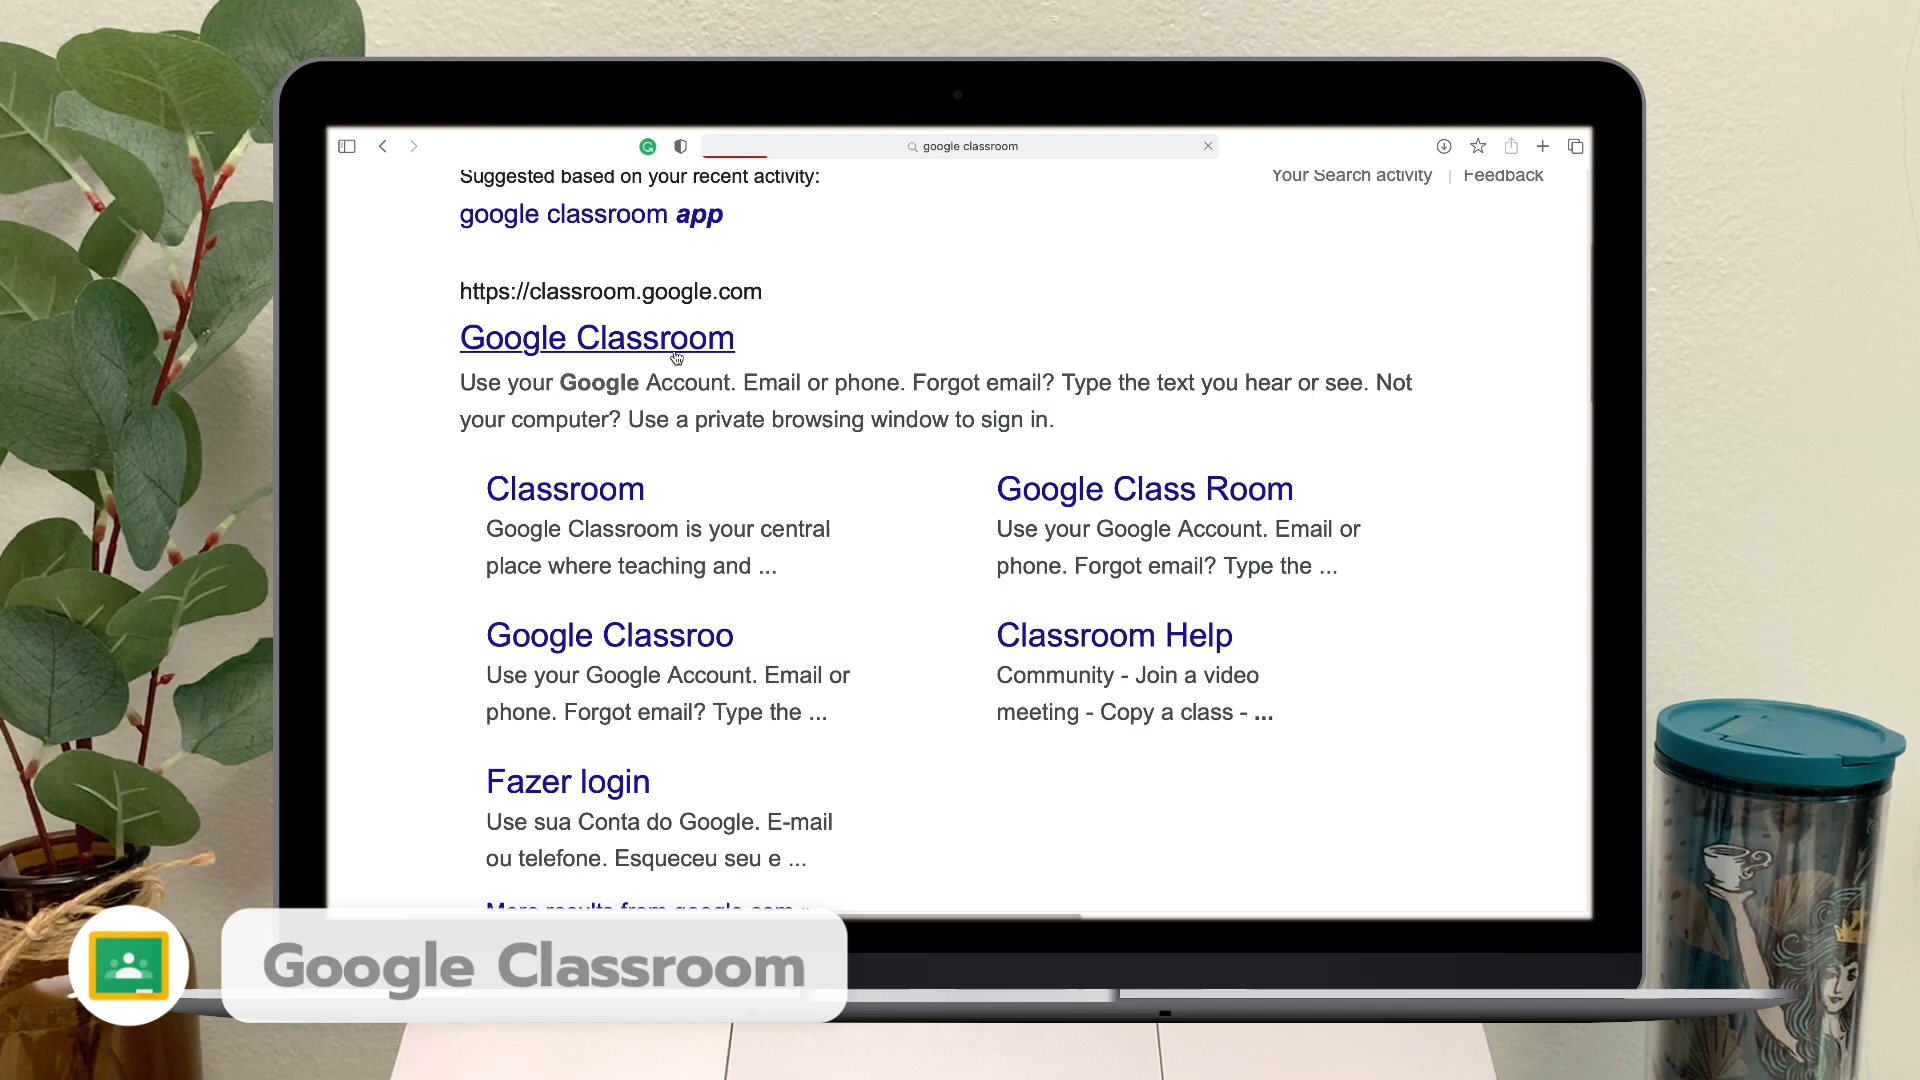 google classroom
Suggested based on your recent activity:
Your Search activity | Feedback
google classroom app
https://classroom.google.com
Google Classroom
Use your Google Account. Email or phone. Forgot email? Type the text you hear or see. Not
your computer? Use a private browsing window to sign in.
Classroom
Google Classroom is your central
place where teaching and ...
Google Class Room
Use your Google Account. Email or
phone. Forgot email? Type the ...
Google Classroo
Use your Google Account. Email or
phone. Forgot email? Type the ...
Classroom Help
Community - Join a video
meeting - Copy a class - ...
Fazer login
Use sua Conta do Google. E-mail
ou telefone. Esqueceu seu e ...
More results from google.com »
Google Classroom